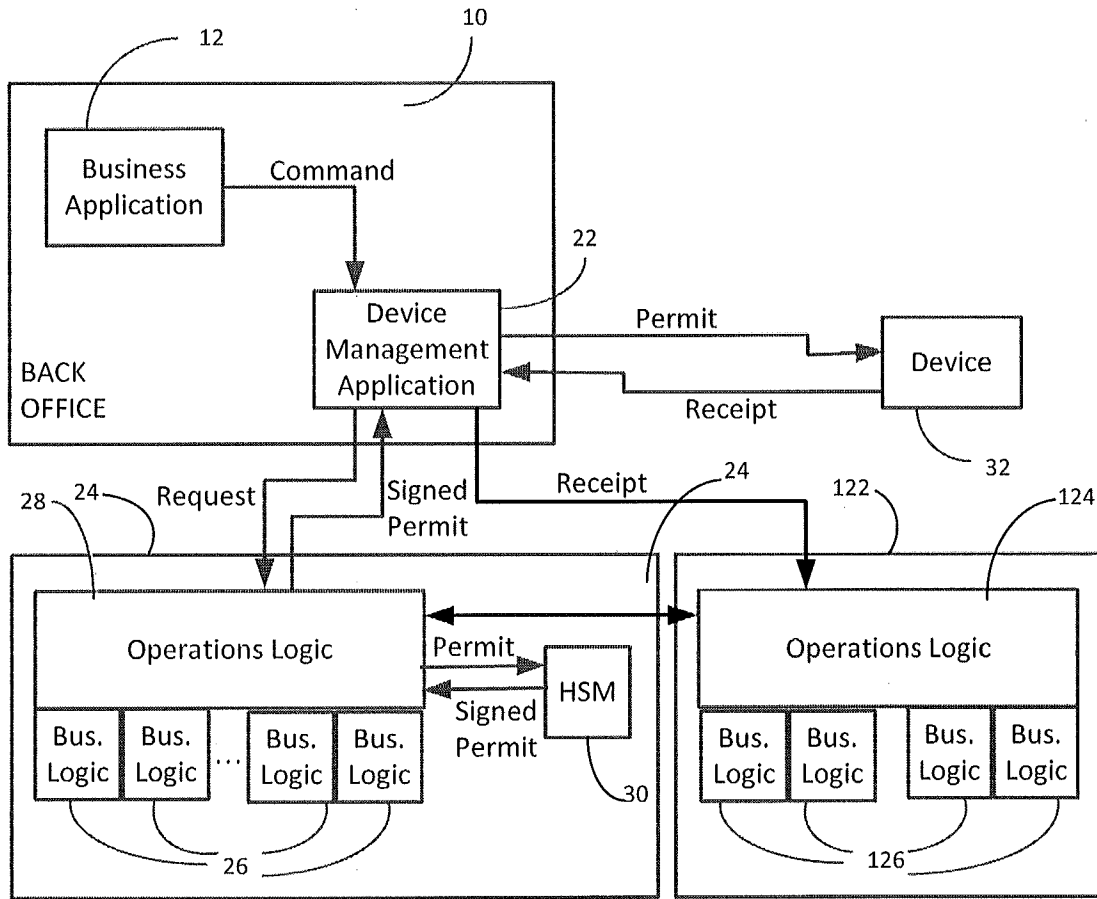 10
12
Business
Application
Command
22
Device
Management
Application
Permit
Device
BACK
OFFICE
Receipt
32
Request
Signed
Permit
Receipt
28
24
24
122
124
Operations Logic
Permit
HSM
Signed
Permit
Operations Logic
Bus.
Logic
Bus.
Logic
...
Bus.
Logic
Bus.
Logic
30
Bus.
Logic
Bus.
Logic
Bus.
Logic
Bus.
Logic
26
126